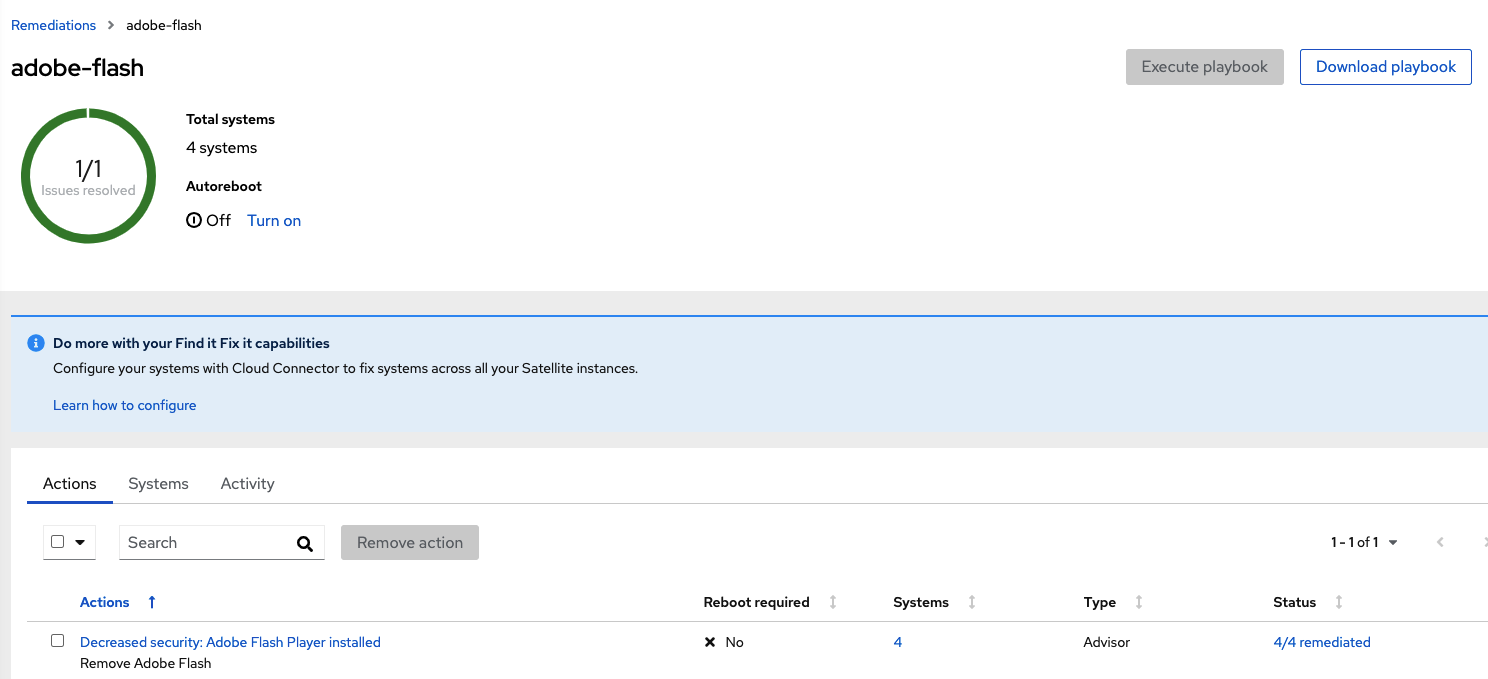 Remediations > adobe-flash
adobe-flash
Execute playbook
Download playbook
1/1
Issues resolved
Total systems
4 systems
Autoreboot
Off Turn on
Do more with your Find it Fix it capabilities
Configure your systems with Cloud Connector to fix systems across all your Satellite instances.
Learn how to configure
Actions Systems Activity
Search Remove action 1 - 1 of 1
Actions Reboot required Systems Type Status
Decreased security: Adobe Flash Player installed No 4 Advisor 4/4 remediated
Remove Adobe Flash